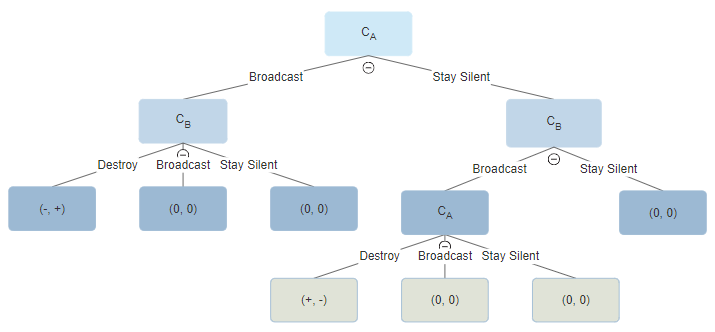 C_A
Broadcast Stay Silent
C_B C_B
Destroy Broadcast Stay Silent Broadcast Stay Silent
(-, +) (0, 0) (0, 0) C_A (0, 0)
Destroy Broadcast Stay Silent
(+, -) (0, 0) (0, 0)